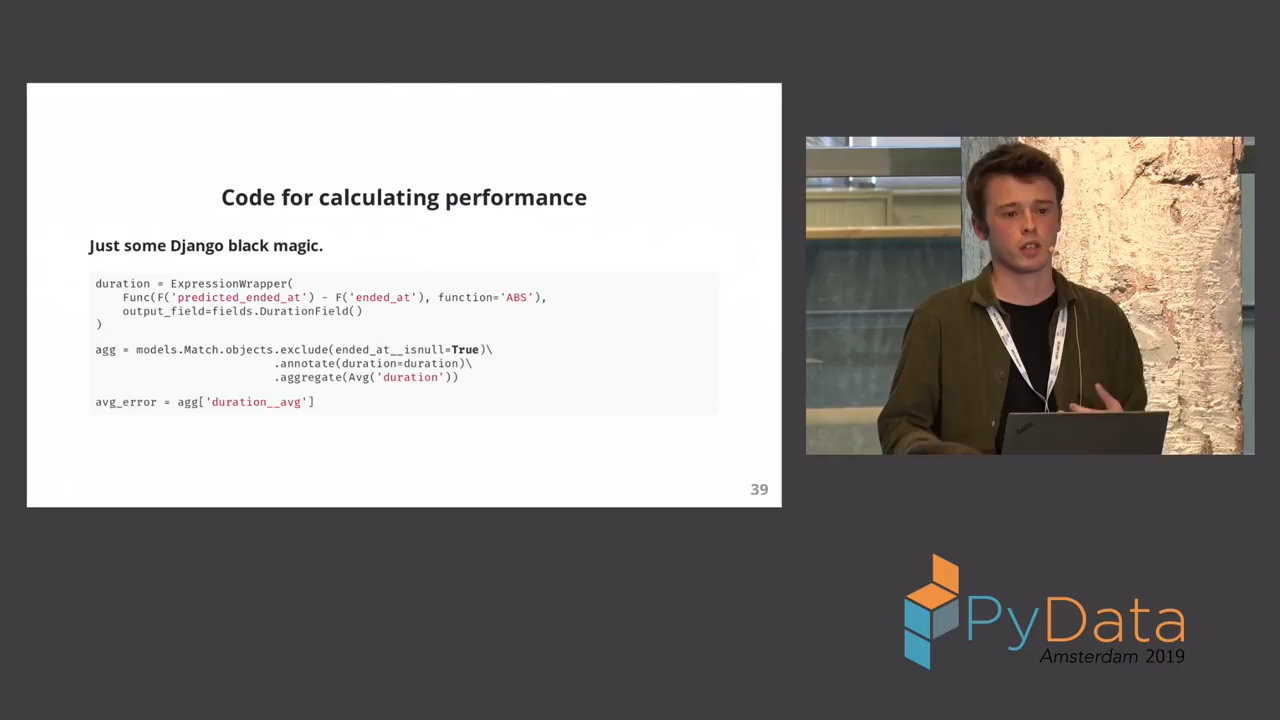 Code for calculating performance
Just some Django black magic.
duration = ExpressionWrapper(
    Func(F('predicted_ended_at') - F('ended_at'), function='ABS'),
    output_field=fields.DurationField()
)
agg = models.Match.objects.exclude(ended_at__isnull=True)\
                          .annotate(duration=duration)\
                          .aggregate(Avg('duration'))
avg_error = agg['duration__avg']
39
PyData
Amsterdam 2019